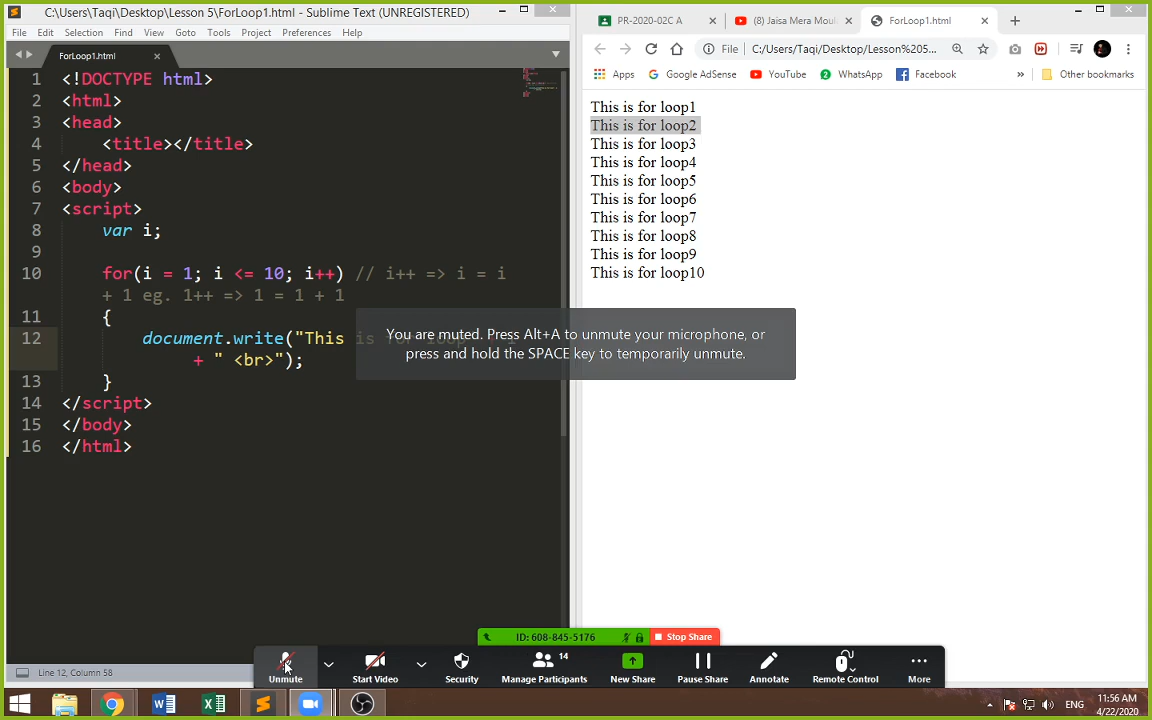 C:\Users\Taqi\Desktop\Lesson 5\ForLoop1.html - Sublime Text (UNREGISTERED)
File Edit Selection Find View Goto Tools Project Preferences Help
ForLoop1.html
1 <!DOCTYPE html>
2 <html>
3 <head>
4 <title></title>
5 </head>
6 <body>
7 <script>
8 var i;
9
10 for(i = 1; i <= 10; i++) // i++ => i = i
+ 1 eg. 1++ => 1 = 1 + 1
11 {
12 document.write("This is for loop
+ " <br>");
13 }
14 </script>
15 </body>
16 </html>
Line 12, Column 58
PR-2020-02C A
(8) Jaisa Mera Moul
ForLoop1.html
File C:/Users/Taqi/Desktop/Lesson%205...
Apps Google AdSense YouTube WhatsApp Facebook » Other bookmarks
This is for loop1
This is for loop2
This is for loop3
This is for loop4
This is for loop5
This is for loop6
This is for loop7
This is for loop8
This is for loop9
This is for loop10
You are muted. Press Alt+A to unmute your microphone, or
press and hold the SPACE key to temporarily unmute.
ID: 608-845-5176 Stop Share
14
Unmute Start Video Security Manage Participants New Share Pause Share Annotate Remote Control More
ENG 11:56 AM
4/22/2020